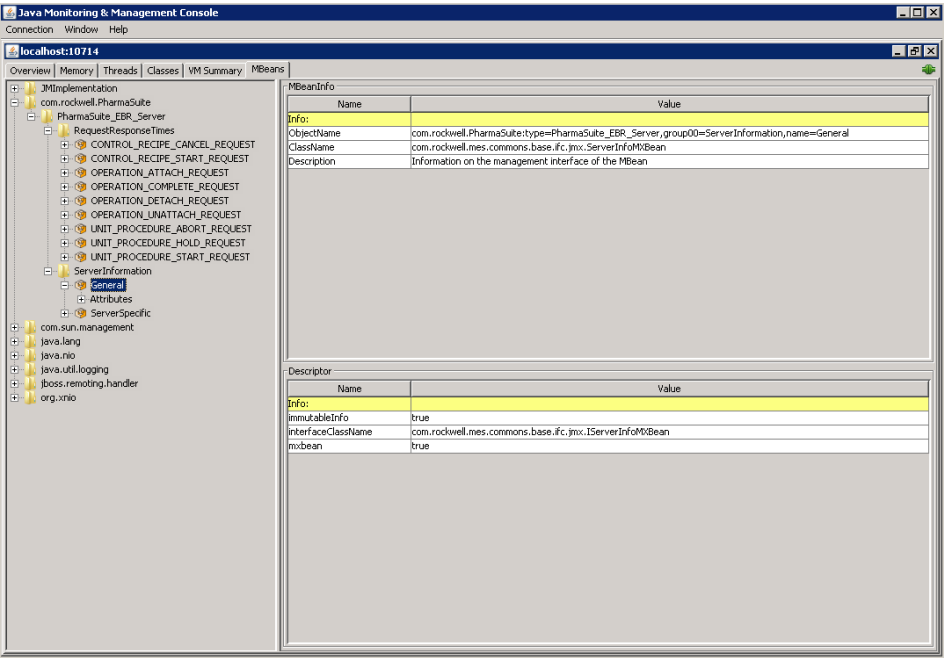 Java Monitoring & Management Console
Connection Window Help
localhost:10714
Overview Memory Threads Classes VM Summary MBeans
JMImplementation
com.rockwell.PharmaSuite
PharmaSuite_EBR_Server
RequestResponseTimes
CONTROL_RECIPE_CANCEL_REQUEST
CONTROL_RECIPE_START_REQUEST
OPERATION_ATTACH_REQUEST
OPERATION_COMPLETE_REQUEST
OPERATION_DETACH_REQUEST
OPERATION_UNATTACH_REQUEST
UNIT_PROCEDURE_ABORT_REQUEST
UNIT_PROCEDURE_HOLD_REQUEST
UNIT_PROCEDURE_START_REQUEST
ServerInformation
General
Attributes
ServerSpecific
com.sun.management
java.lang
java.nio
java.util.logging
jboss.remoting.handler
org.xnio
MBeanInfo
Name Value
Info:
ObjectName com.rockwell.PharmaSuite:type=PharmaSuite_EBR_Server,group00=ServerInformation,name=General
ClassName com.rockwell.mes.commons.base.ifc.jmx.ServerInfoMXBean
Description Information on the management interface of the MBean
Descriptor
Name Value
Info:
immutableInfo true
interfaceClassName com.rockwell.mes.commons.base.ifc.jmx.IServerInfoMXBean
mxbean true